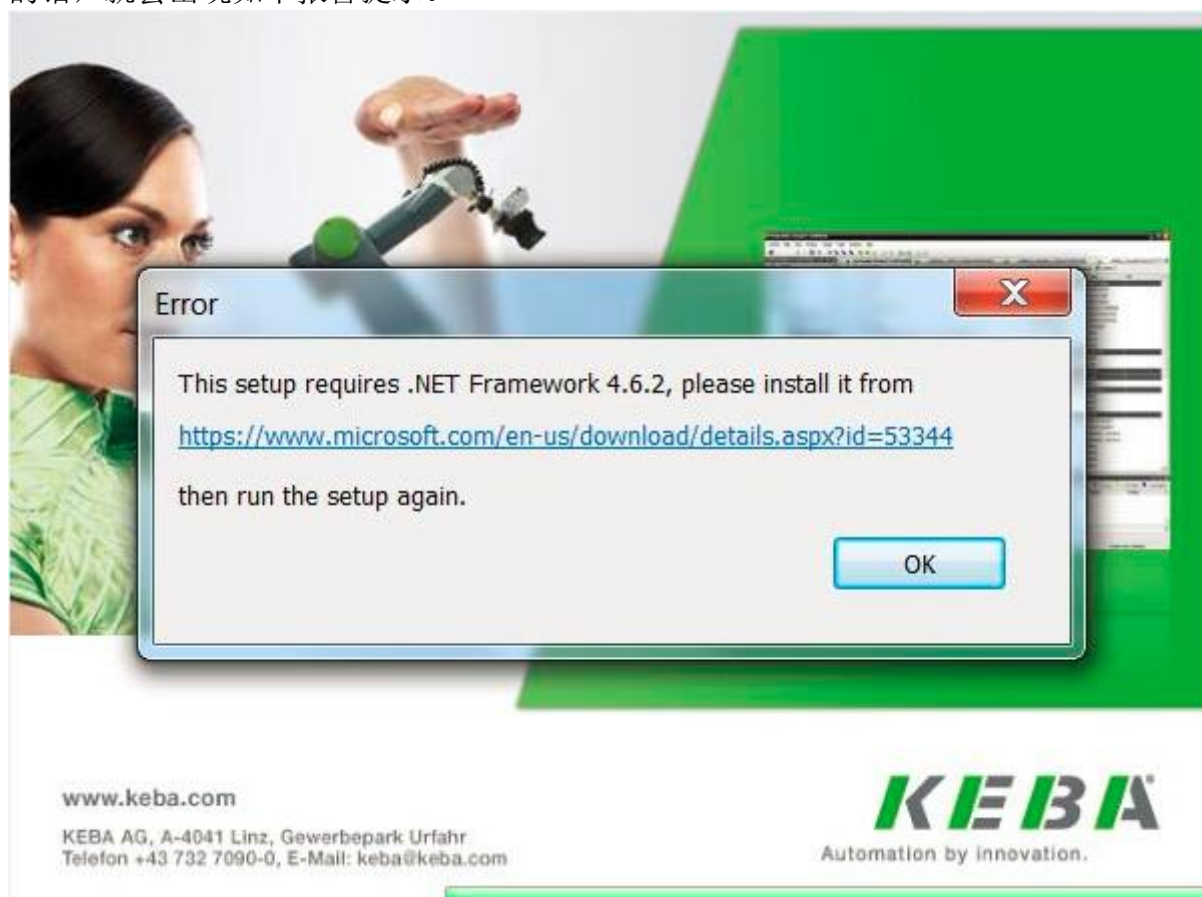 Error
This setup requires .NET Framework 4.6.2, please install it from
https://www.microsoft.com/en-us/download/details.aspx?id=53344
then run the setup again.
OK
www.keba.com
KEBA AG, A-4041 Linz, Gewerbepark Urfahr
Telefon +43 732 7090-0, E-Mail: keba@keba.com
KEBA
Automation by innovation.